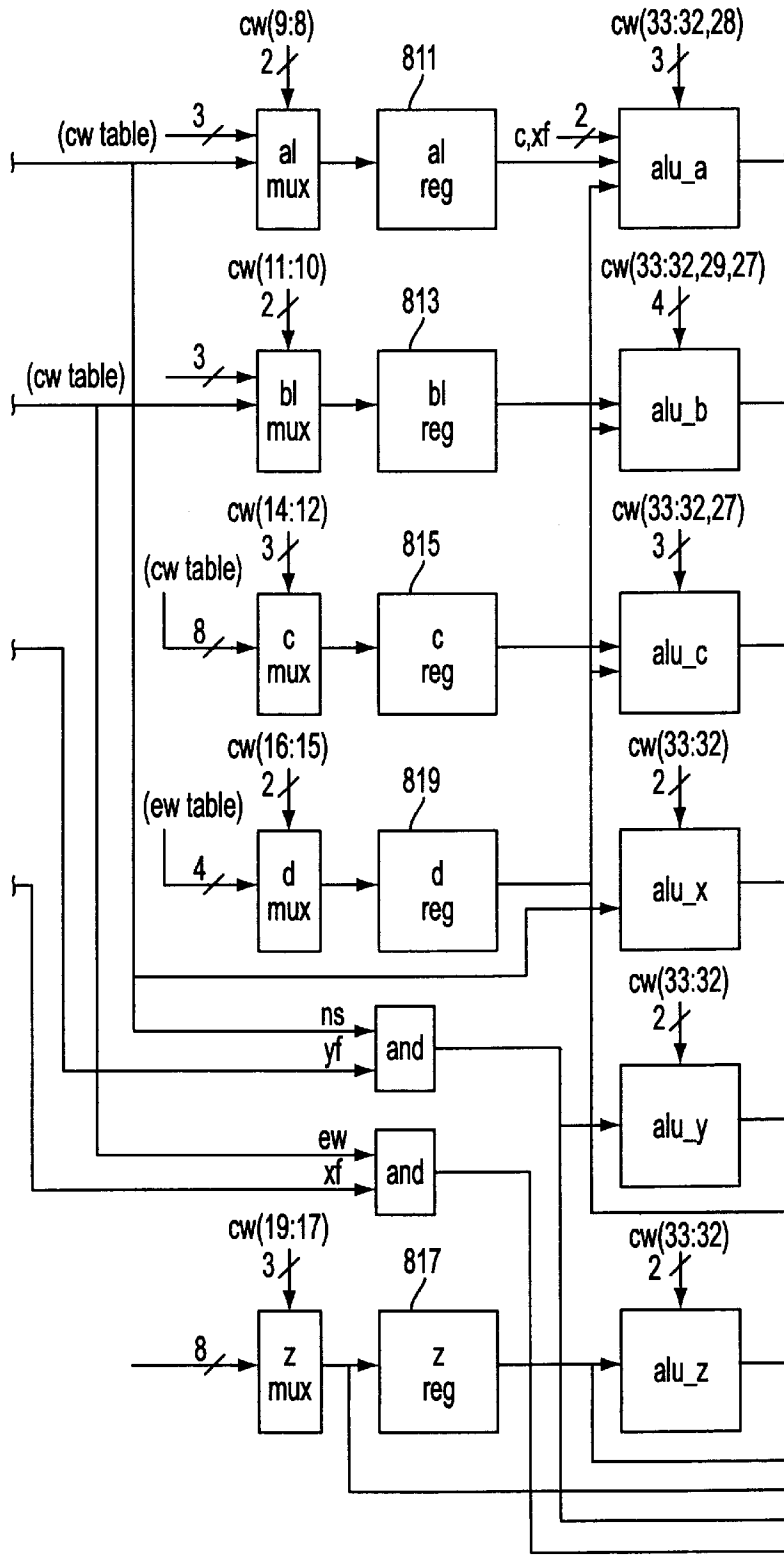 cw(9:8)
2
811
cw(33:32,28)
3
(cw table)
3
al
mux
al
reg
c,xf
2
alu_a
cw(11:10)
2
813
cw(33:32,29,27)
4
(cw table)
3
bl
mux
bl
reg
alu_b
cw(14:12)
3
815
cw(33:32,27)
3
(cw table)
8
c
mux
c
reg
alu_c
cw(16:15)
2
819
cw(33:32)
2
(ew table)
4
d
mux
d
reg
alu_x
cw(33:32)
2
ns
yf
and
alu_y
ew
xf
and
cw(19:17)
3
817
cw(33:32)
2
8
z
mux
z
reg
alu_z